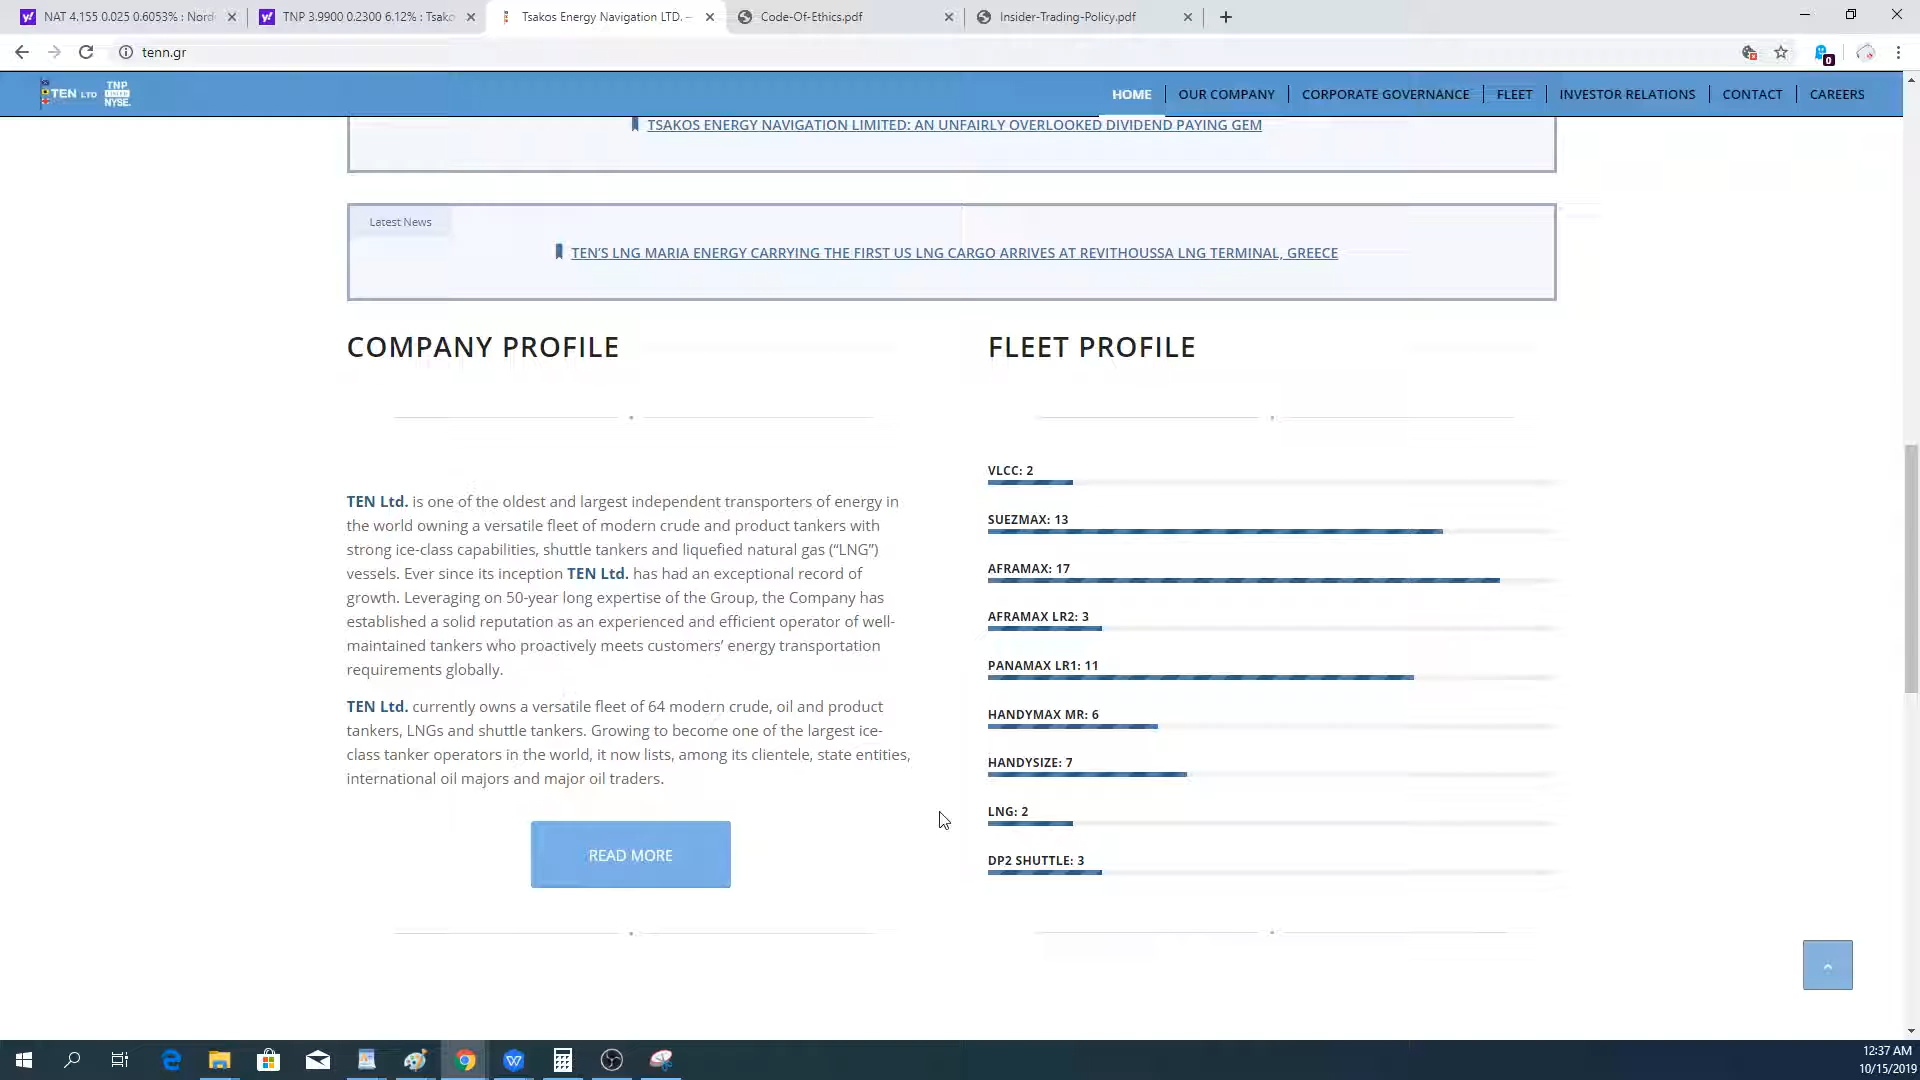 NAT 4.155 0.025 0.6053% : Nord
TNP 3.9900 0.2300 6.12% : Tsako
Tsakos Energy Navigation LTD. –
Code-Of-Ethics.pdf
Insider-Trading-Policy.pdf
tenn.gr
0
TEN LTD
TNP
NYSE.
HOME
OUR COMPANY
CORPORATE GOVERNANCE
FLEET
INVESTOR RELATIONS
CONTACT
CAREERS
TSAKOS ENERGY NAVIGATION LIMITED: AN UNFAIRLY OVERLOOKED DIVIDEND PAYING GEM
Latest News
TEN’S LNG MARIA ENERGY CARRYING THE FIRST US LNG CARGO ARRIVES AT REVITHOUSSA LNG TERMINAL, GREECE
COMPANY PROFILE
TEN Ltd. is one of the oldest and largest independent transporters of energy in
the world owning a versatile fleet of modern crude and product tankers with
strong ice-class capabilities, shuttle tankers and liquefied natural gas (“LNG”)
vessels. Ever since its inception TEN Ltd. has had an exceptional record of
growth. Leveraging on 50-year long expertise of the Group, the Company has
established a solid reputation as an experienced and efficient operator of well-
maintained tankers who proactively meets customers’ energy transportation
requirements globally.
TEN Ltd. currently owns a versatile fleet of 64 modern crude, oil and product
tankers, LNGs and shuttle tankers. Growing to become one of the largest ice-
class tanker operators in the world, it now lists, among its clientele, state entities,
international oil majors and major oil traders.
READ MORE
FLEET PROFILE
VLCC: 2
SUEZMAX: 13
AFRAMAX: 17
AFRAMAX LR2: 3
PANAMAX LR1: 11
HANDYMAX MR: 6
HANDYSIZE: 7
LNG: 2
DP2 SHUTTLE: 3
12:37 AM
10/15/2019